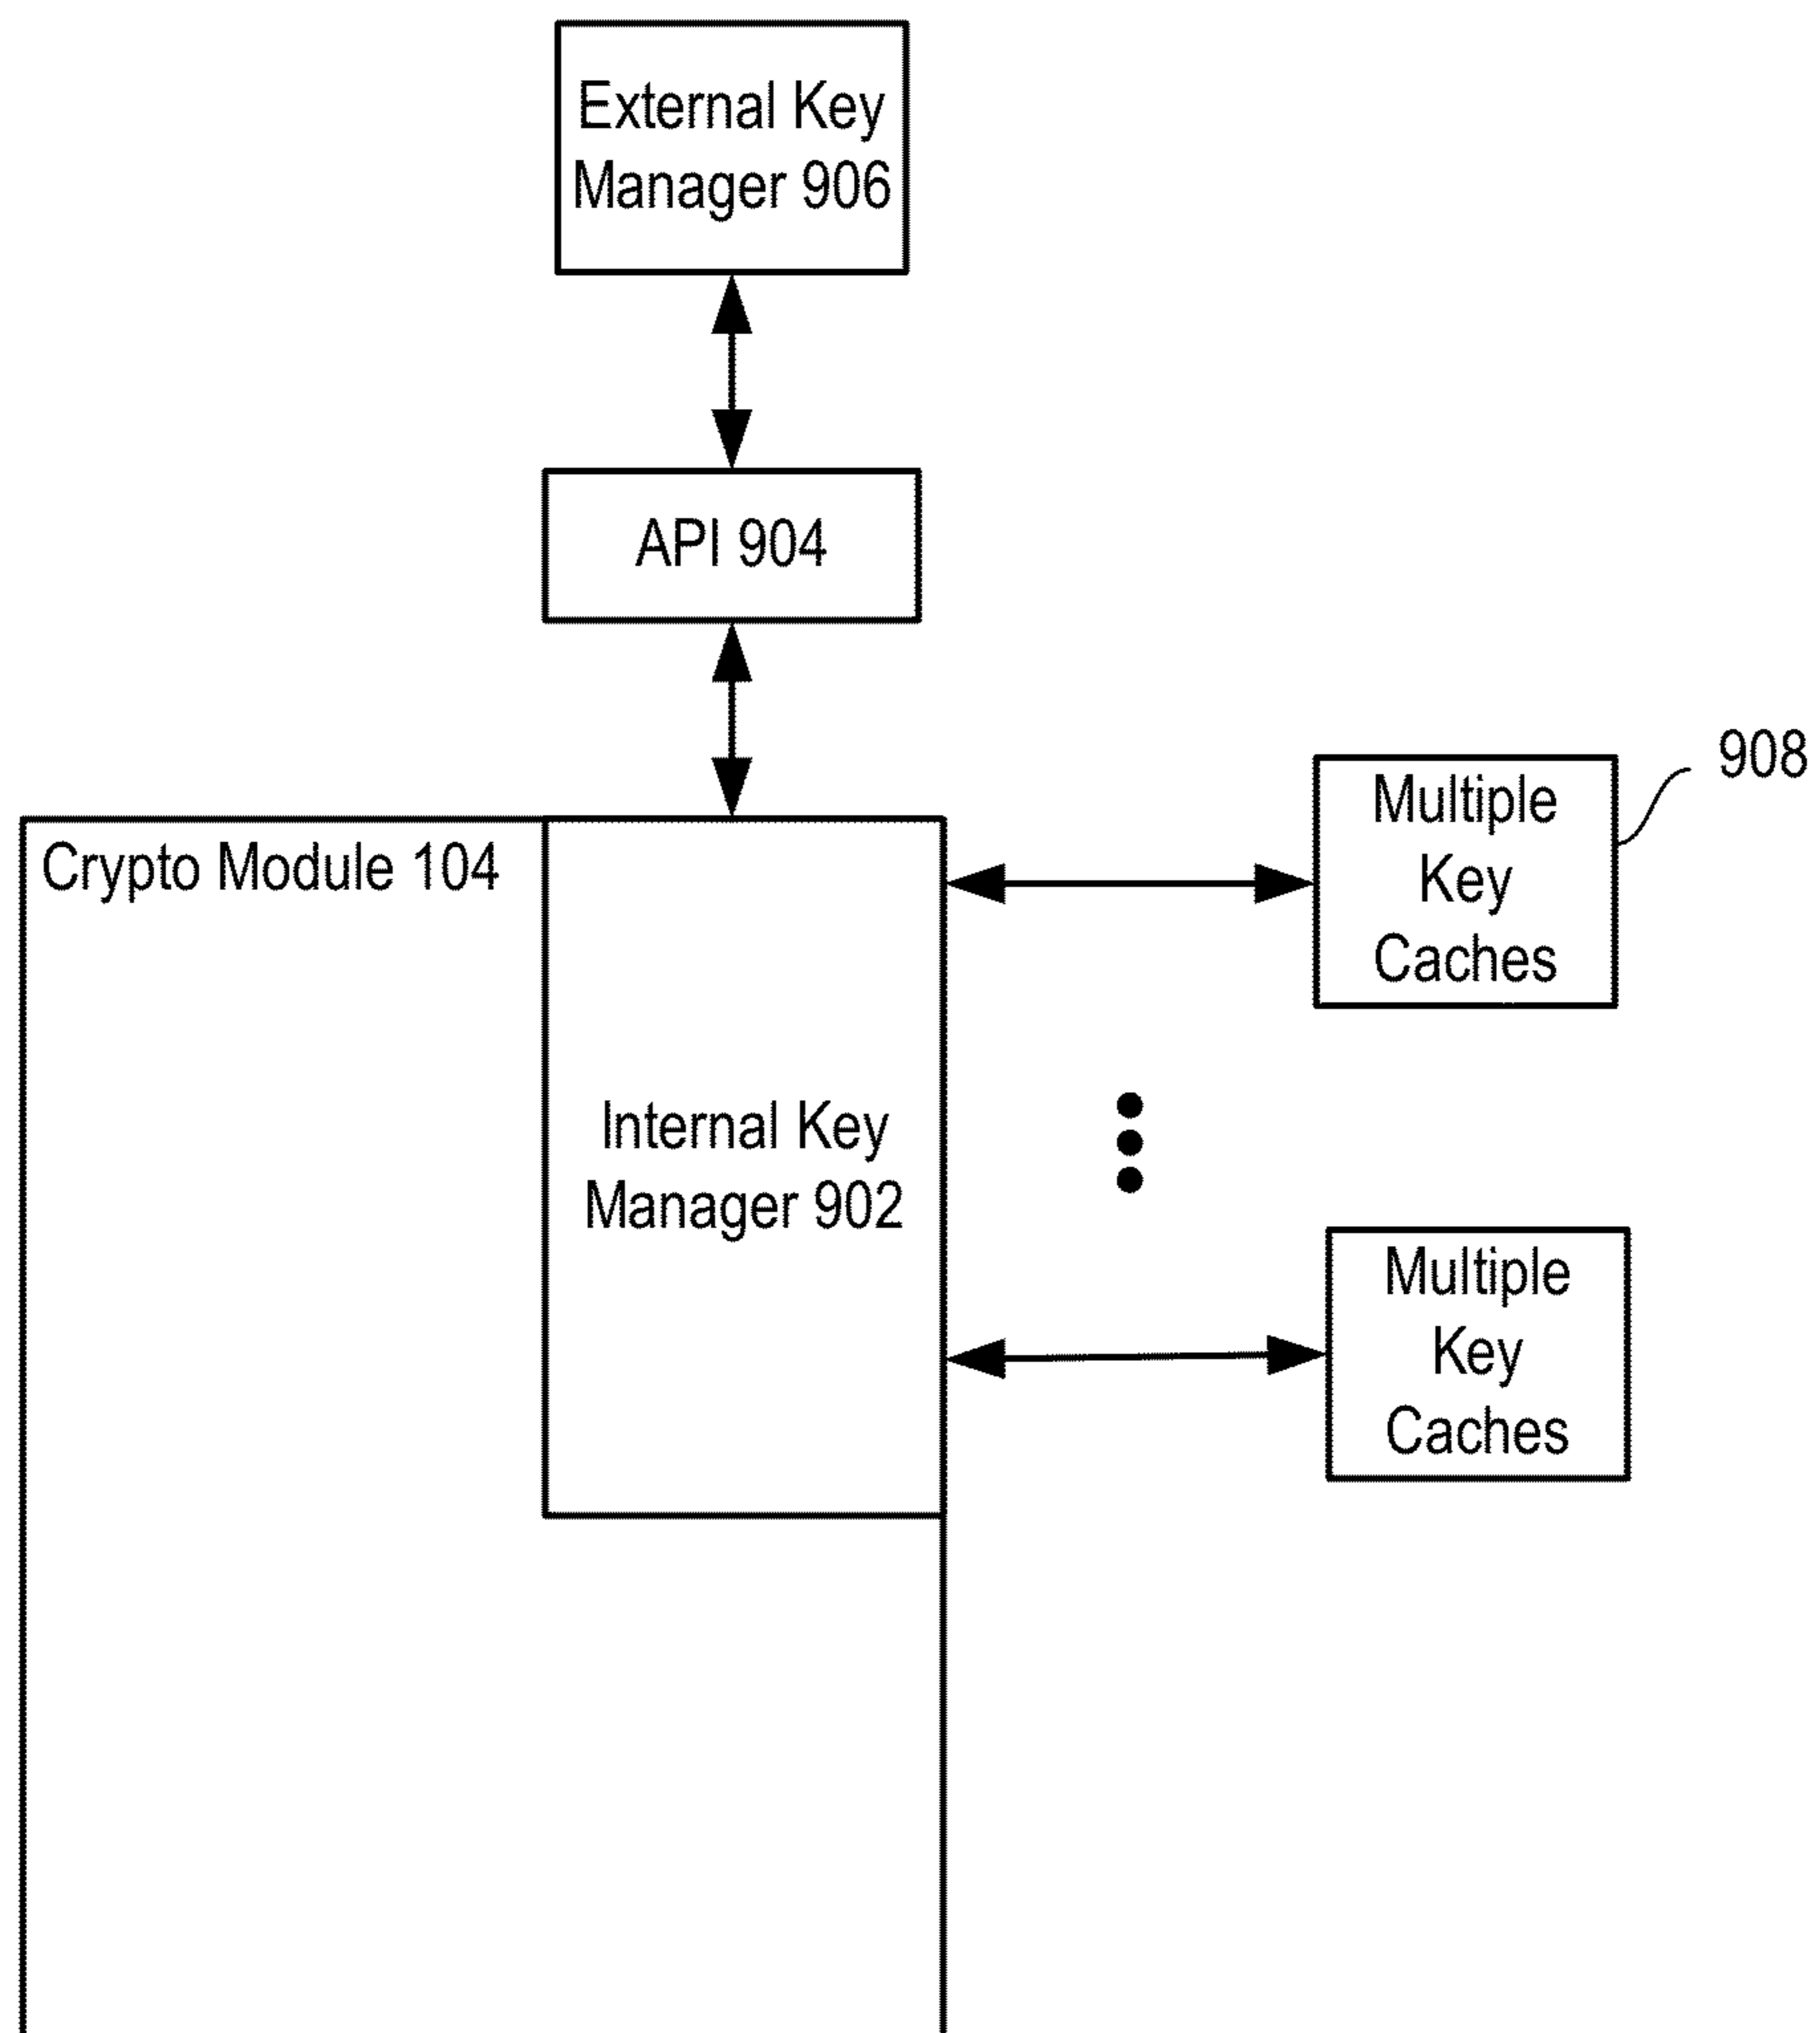 External Key
Manager 906
API 904
908
Multiple
Key
Caches
Crypto Module 104
Internal Key
Manager 902
Multiple
Key
Caches